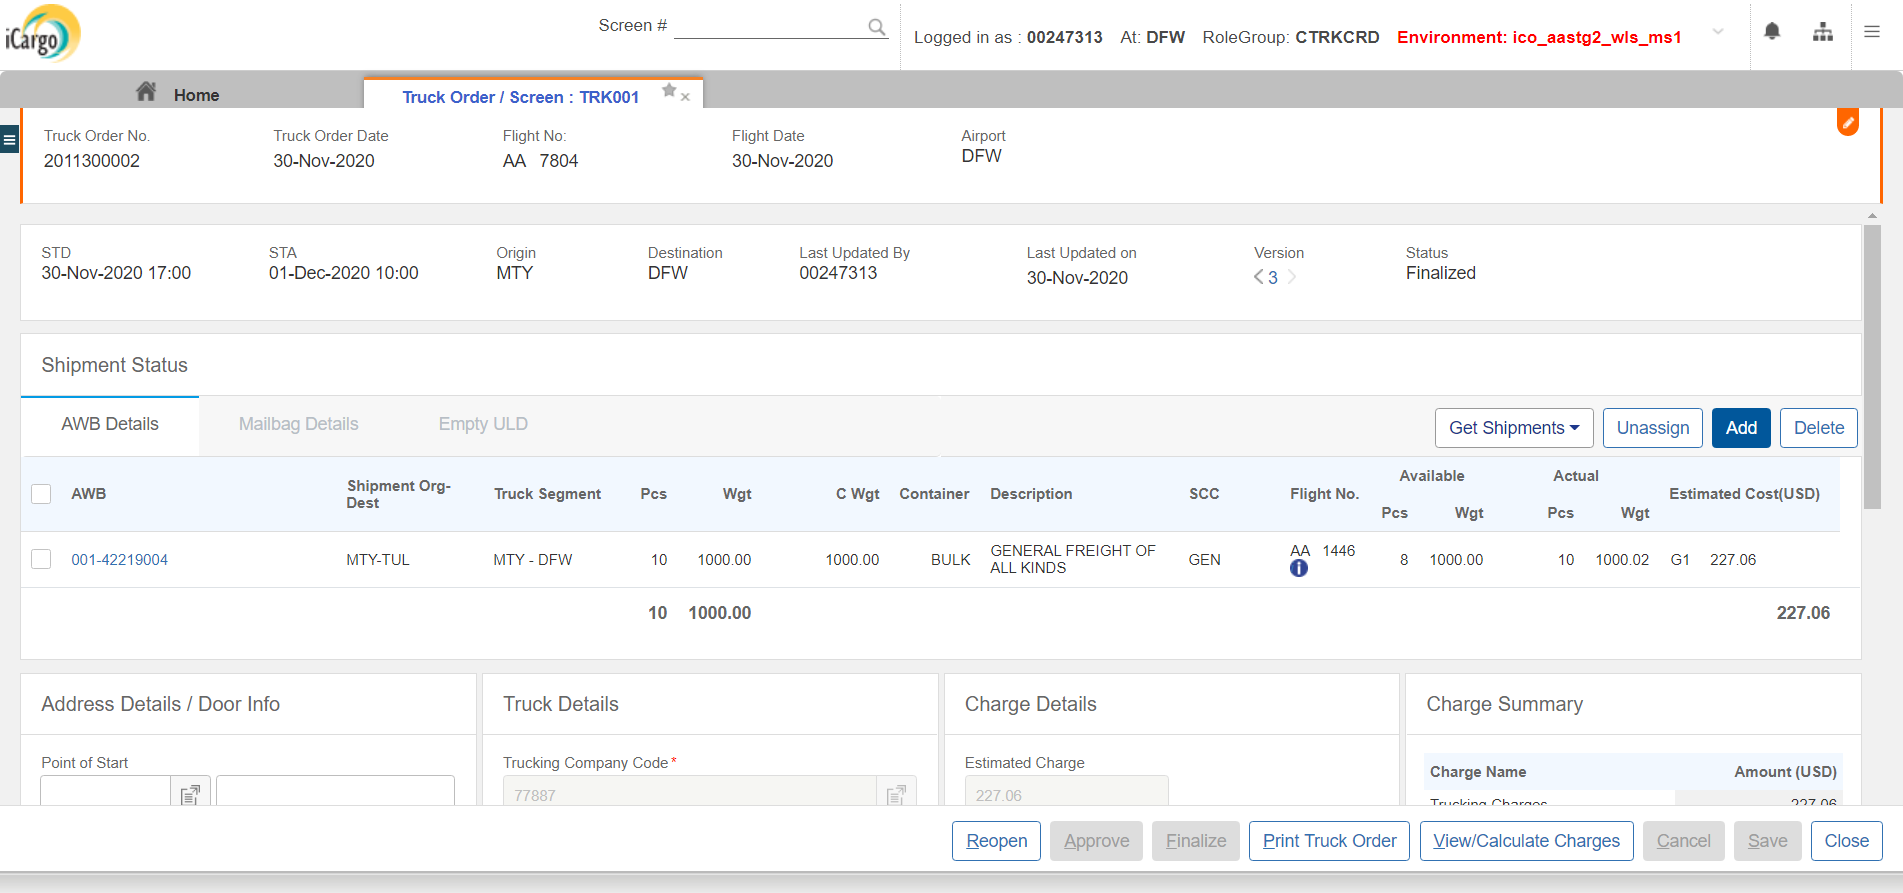 iCargo
Screen #
Logged in as : 00247313 At: DFW RoleGroup: CTRKCRD Environment: ico_aastg2_wls_ms1
Home
Truck Order / Screen : TRK001
Truck Order No. Truck Order Date Flight No: Flight Date Airport
2011300002 30-Nov-2020 AA 7804 30-Nov-2020 DFW
STD STA Origin Destination Last Updated By Last Updated on Version Status
30-Nov-2020 17:00 01-Dec-2020 10:00 MTY DFW 00247313 30-Nov-2020 3 Finalized
Shipment Status
AWB Details Mailbag Details Empty ULD Get Shipments Unassign Add Delete
Available Actual
AWB Shipment Org-Dest Truck Segment Pcs Wgt C Wgt Container Description SCC Flight No. Pcs Wgt Pcs Wgt Estimated Cost(USD)
001-42219004 MTY-TUL MTY - DFW 10 1000.00 1000.00 BULK GENERAL FREIGHT OF ALL KINDS GEN AA 1446 8 1000.00 10 1000.02 G1 227.06
10 1000.00 227.06
Address Details / Door Info Truck Details Charge Details Charge Summary
Point of Start Trucking Company Code* Estimated Charge Charge Name Amount (USD)
77887 227.06 Trucking Charges 227.06
Reopen Approve Finalize Print Truck Order View/Calculate Charges Cancel Save Close